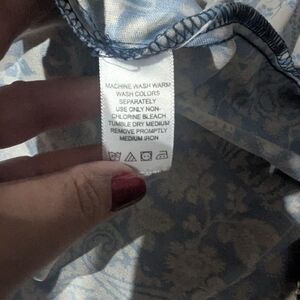 MACHINE WASH WARM
WASH COLORS
SEPARATELY
USE ONLY NON-
CHLORINE BLEACH
TUMBLE DRY MEDIUM
REMOVE PROMPTLY
MEDIUM IRON